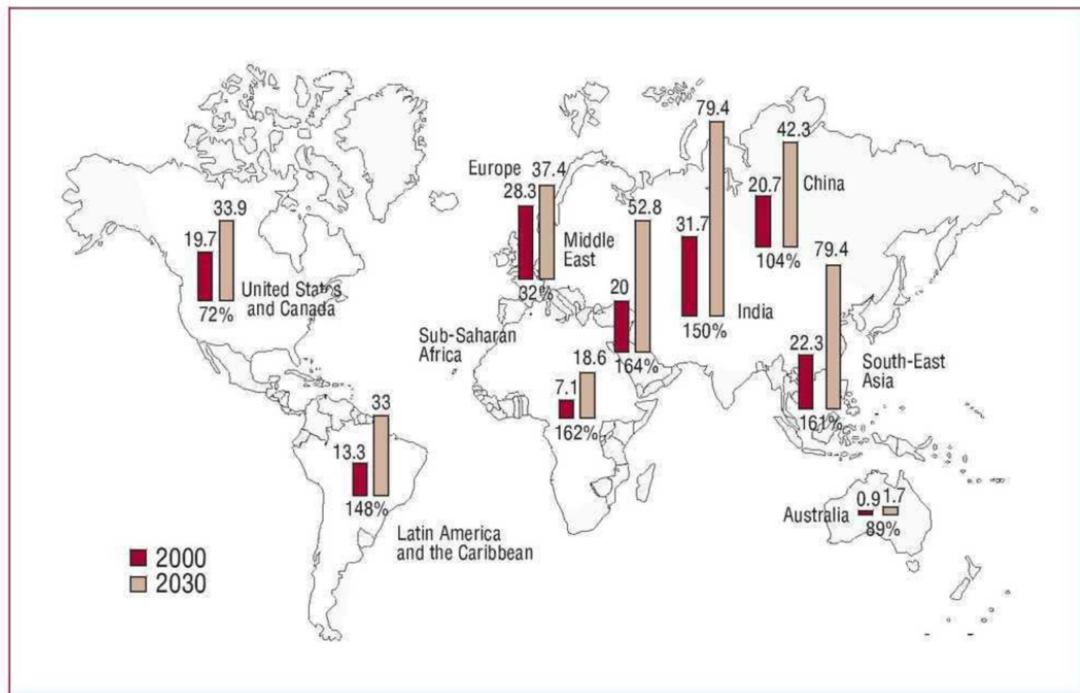 79.4
42.3
Europe 37.4
28.3
20.7
China
33.9
52.8
31.7
19.7
Middle
East
79.4
104%
32%
20
United States
and Canada
72%
India
150%
Sub-Saharan
Africa
18.6
164%
22.3
South-East
Asia
7.1
33
162%
161%
13.3
148%
0.9 1.7
Australia
89%
Latin America
and the Caribbean
2000
2030